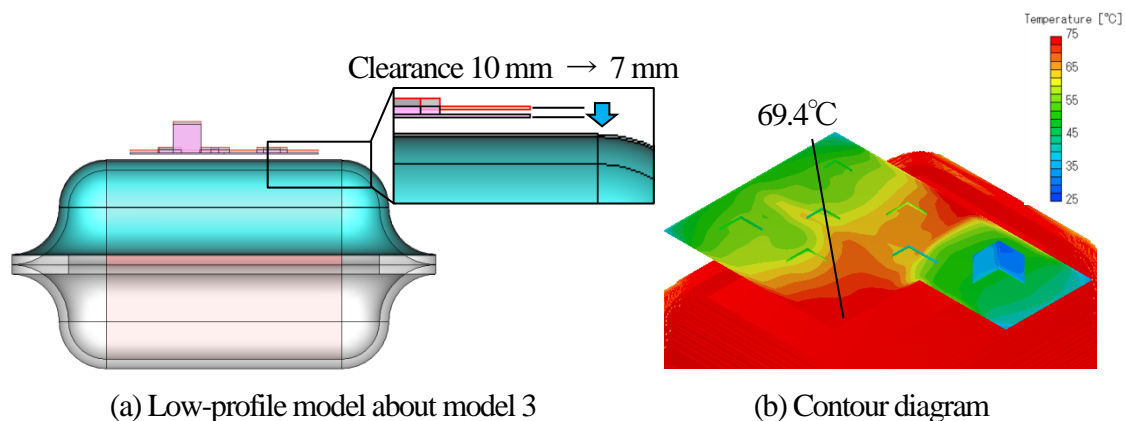 Temperature [°C]
75
65
55
45
35
25
Clearance 10 mm → 7 mm
69.4℃
(a) Low-profile model about model 3
(b) Contour diagram